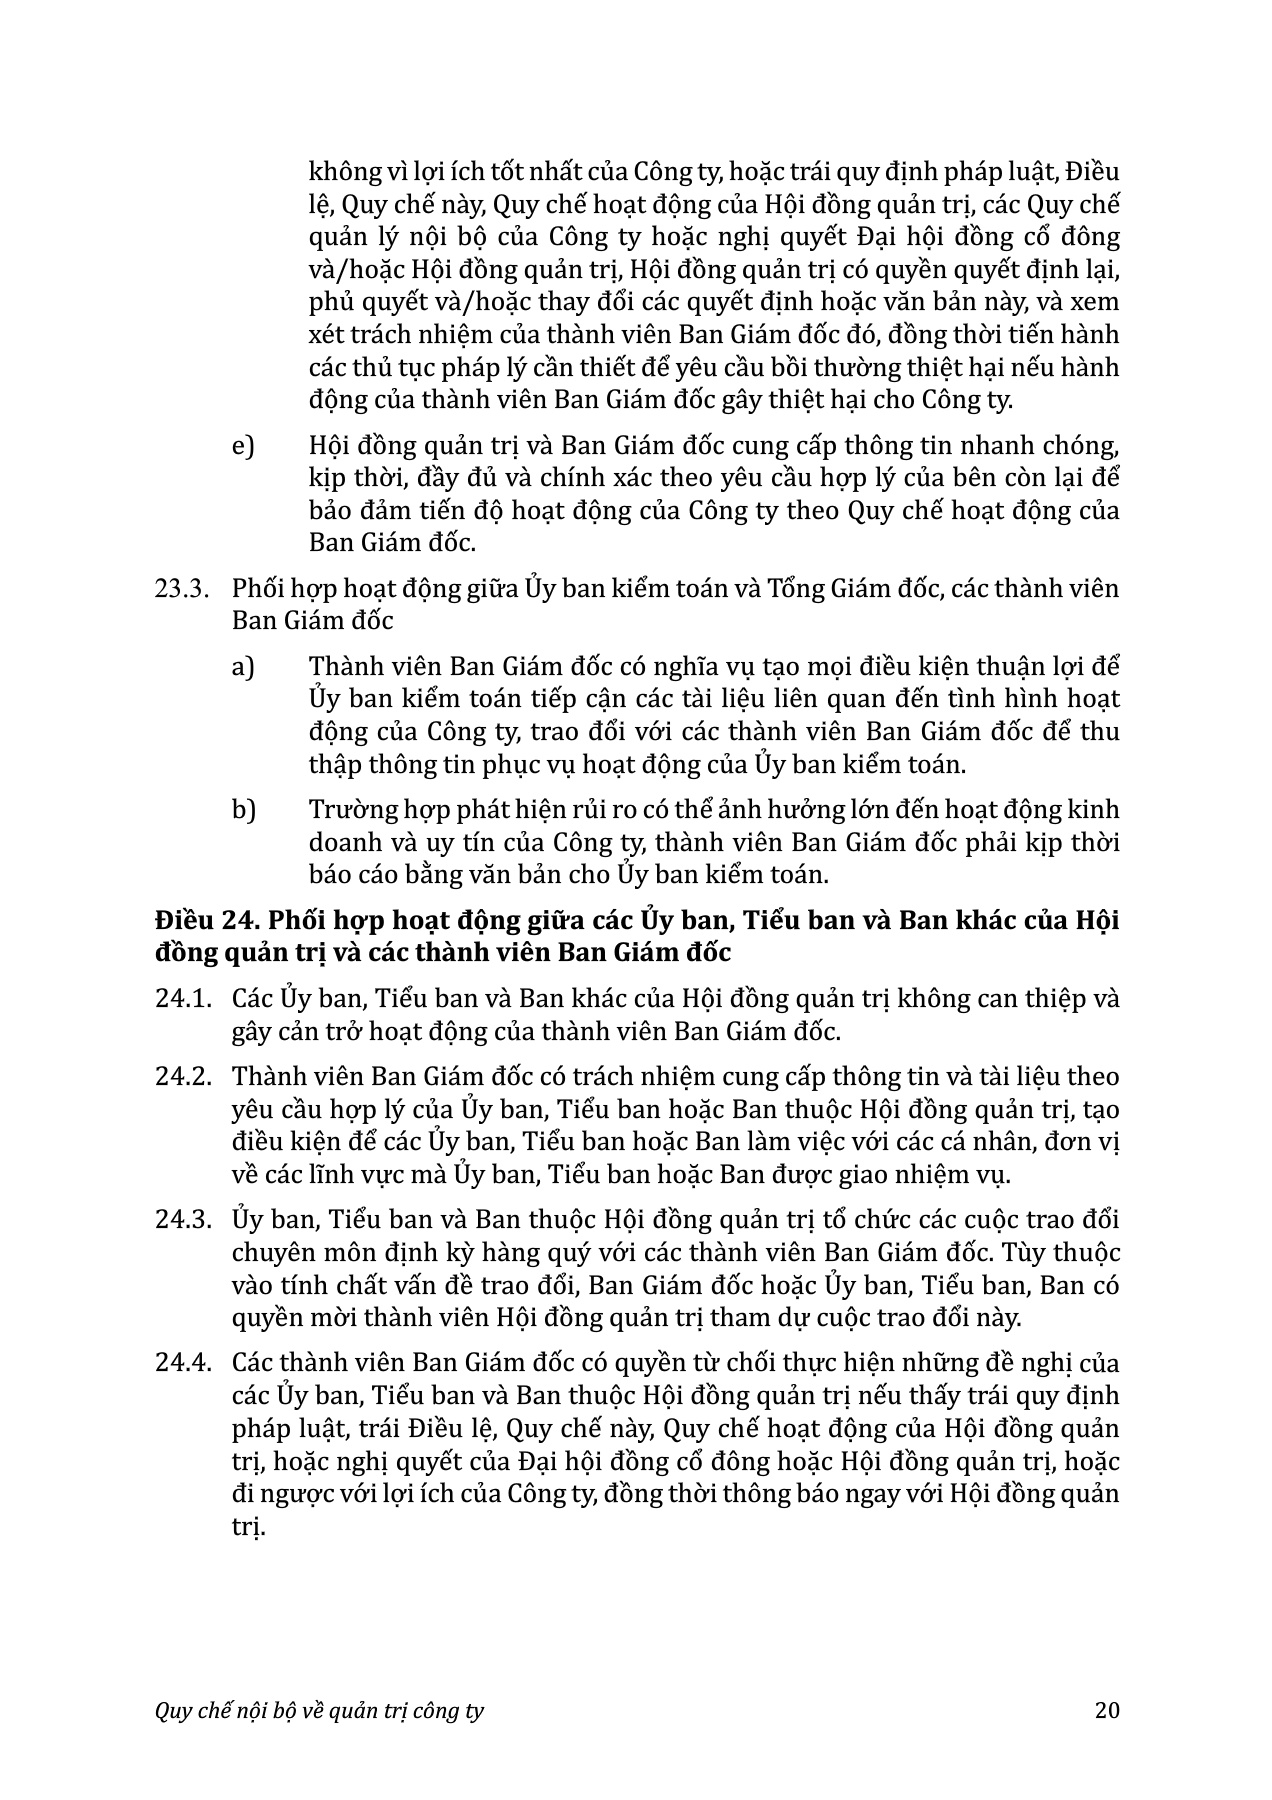 không vì lợi ích tốt nhất của Công ty, hoặc trái quy định pháp luật, Điều
lệ, Quy chế này, Quy chế hoạt động của Hội đồng quản trị, các Quy chế
quản lý nội bộ của Công ty hoặc nghị quyết Đại hội đồng cổ đông
và/hoặc Hội đồng quản trị, Hội đồng quản trị có quyền quyết định lại,
phủ quyết và/hoặc thay đổi các quyết định hoặc văn bản này, và xem
xét trách nhiệm của thành viên Ban Giám đốc đó, đồng thời tiến hành
các thủ tục pháp lý cần thiết để yêu cầu bồi thường thiệt hại nếu hành
động của thành viên Ban Giám đốc gây thiệt hại cho Công ty.
e) Hội đồng quản trị và Ban Giám đốc cung cấp thông tin nhanh chóng,
kịp thời, đầy đủ và chính xác theo yêu cầu hợp lý của bên còn lại để
bảo đảm tiến độ hoạt động của Công ty theo Quy chế hoạt động của
Ban Giám đốc.
23.3. Phối hợp hoạt động giữa Ủy ban kiểm toán và Tổng Giám đốc, các thành viên
Ban Giám đốc
a) Thành viên Ban Giám đốc có nghĩa vụ tạo mọi điều kiện thuận lợi để
Ủy ban kiểm toán tiếp cận các tài liệu liên quan đến tình hình hoạt
động của Công ty, trao đổi với các thành viên Ban Giám đốc để thu
thập thông tin phục vụ hoạt động của Ủy ban kiểm toán.
b) Trường hợp phát hiện rủi ro có thể ảnh hưởng lớn đến hoạt động kinh
doanh và uy tín của Công ty, thành viên Ban Giám đốc phải kịp thời
báo cáo bằng văn bản cho Ủy ban kiểm toán.
Điều 24. Phối hợp hoạt động giữa các Ủy ban, Tiểu ban và Ban khác của Hội
đồng quản trị và các thành viên Ban Giám đốc
24.1. Các Ủy ban, Tiểu ban và Ban khác của Hội đồng quản trị không can thiệp và
gây cản trở hoạt động của thành viên Ban Giám đốc.
24.2. Thành viên Ban Giám đốc có trách nhiệm cung cấp thông tin và tài liệu theo
yêu cầu hợp lý của Ủy ban, Tiểu ban hoặc Ban thuộc Hội đồng quản trị, tạo
điều kiện để các Ủy ban, Tiểu ban hoặc Ban làm việc với các cá nhân, đơn vị
về các lĩnh vực mà Ủy ban, Tiểu ban hoặc Ban được giao nhiệm vụ.
24.3. Ủy ban, Tiểu ban và Ban thuộc Hội đồng quản trị tổ chức các cuộc trao đổi
chuyên môn định kỳ hàng quý với các thành viên Ban Giám đốc. Tùy thuộc
vào tính chất vấn đề trao đổi, Ban Giám đốc hoặc Ủy ban, Tiểu ban, Ban có
quyền mời thành viên Hội đồng quản trị tham dự cuộc trao đổi này.
24.4. Các thành viên Ban Giám đốc có quyền từ chối thực hiện những đề nghị của
các Ủy ban, Tiểu ban và Ban thuộc Hội đồng quản trị nếu thấy trái quy định
pháp luật, trái Điều lệ, Quy chế này, Quy chế hoạt động của Hội đồng quản
trị, hoặc nghị quyết của Đại hội đồng cổ đông hoặc Hội đồng quản trị, hoặc
đi ngược với lợi ích của Công ty, đồng thời thông báo ngay với Hội đồng quản
trị.
Quy chế nội bộ về quản trị công ty 20